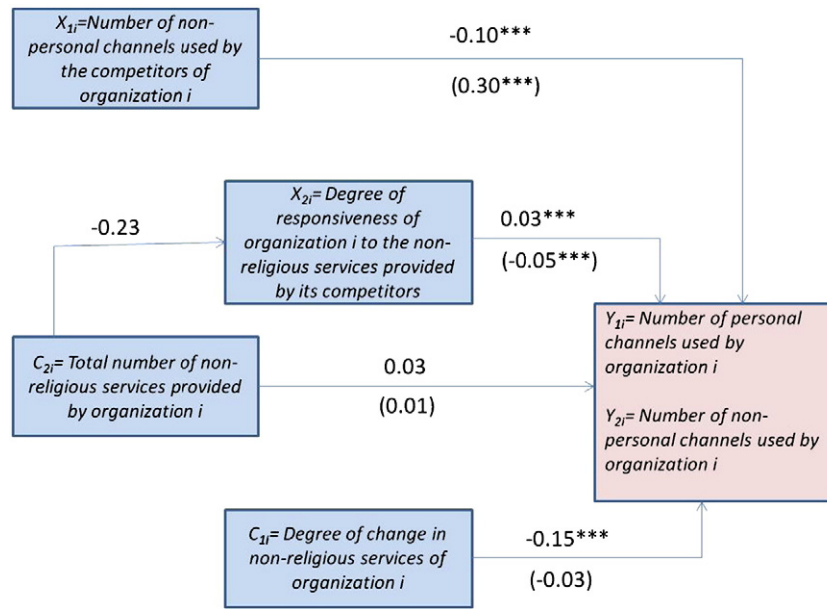 X1i=Number of non-
personal channels used by
the competitors of
organization i
-0.10***
(0.30***)
X2i= Degree of
responsiveness of
organization i to the non-
religious services provided
by its competitors
-0.23
0.03***
(-0.05***)
C2i= Total number of non-
religious services provided
by organization i
0.03
(0.01)
Y1i= Number of personal
channels used by
organization i
Y2i= Number of non-
personal channels used by
organization i
C1i= Degree of change in
non-religious services of
organization i
-0.15***
(-0.03)